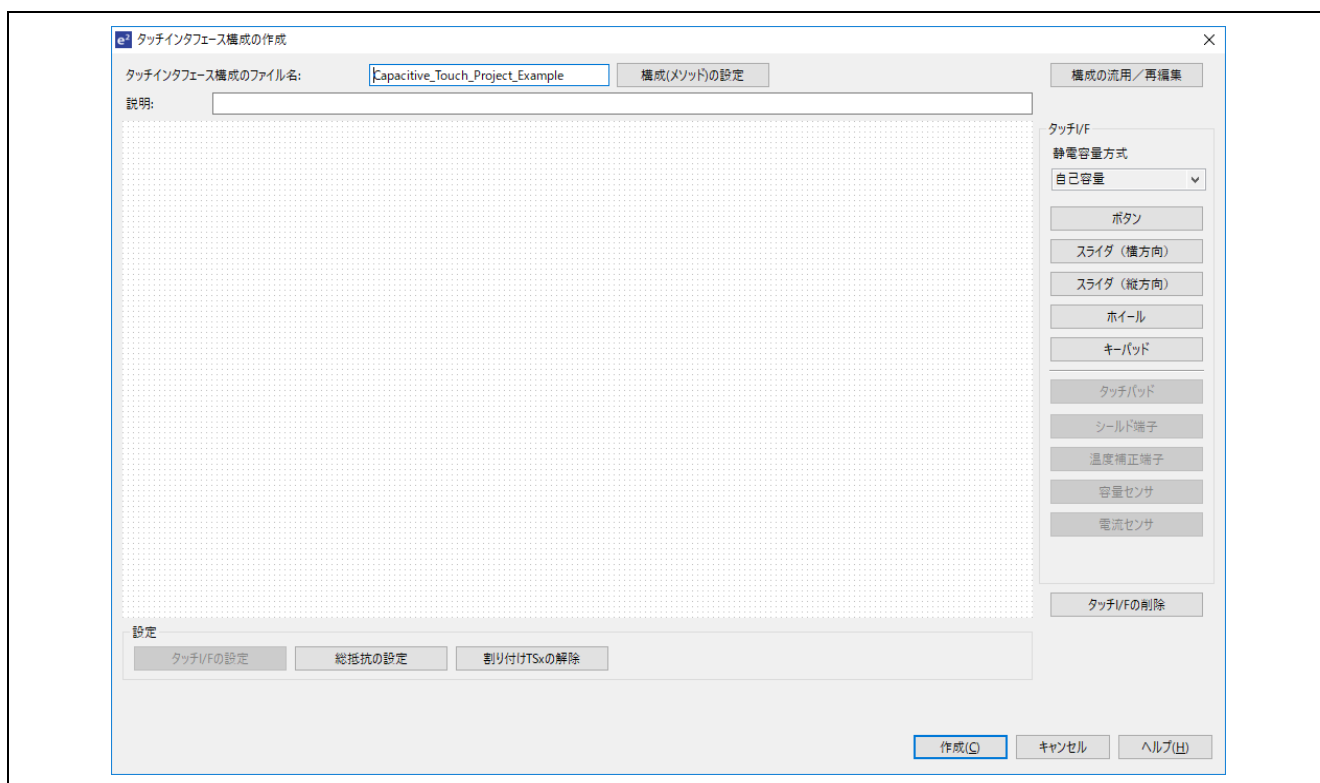 e² タッチインタフェース構成の作成
タッチインタフェース構成のファイル名: Capacitive_Touch_Project_Example 構成(メソッド)の設定 構成の流用/再編集
説明:
タッチI/F
静電容量方式
自己容量
ボタン
スライダ (横方向)
スライダ (縦方向)
ホイール
キーパッド
タッチパッド
シールド端子
温度補正端子
容量センサ
電流センサ
タッチI/Fの削除
設定
タッチI/Fの設定 総抵抗の設定 割り付けTSxの解除
作成(C) キャンセル ヘルプ(H)